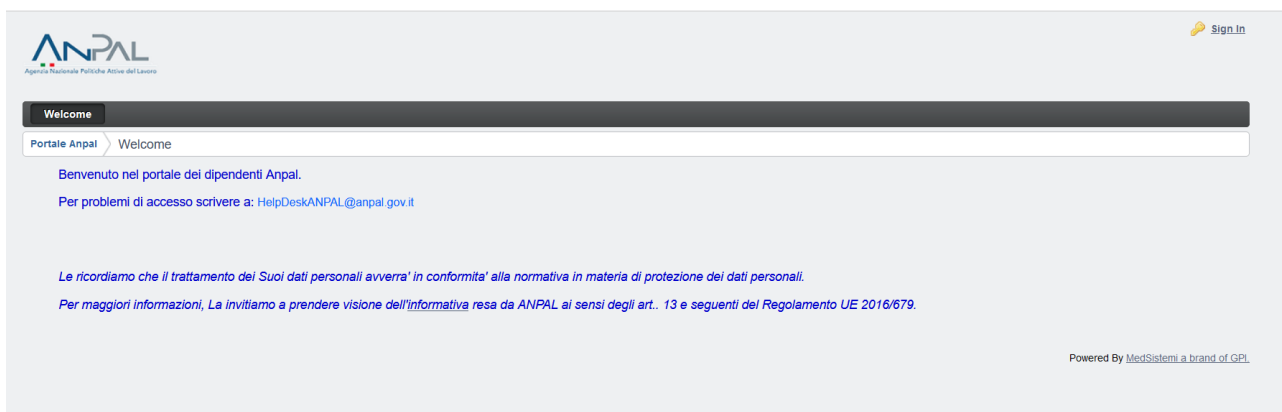 Sign In
ANPAL
Agenzia Nazionale Politiche Attive del Lavoro
Welcome
Portale Anpal Welcome
Benvenuto nel portale dei dipendenti Anpal.
Per problemi di accesso scrivere a: HelpDeskANPAL@anpal.gov.it
Le ricordiamo che il trattamento dei Suoi dati personali avverra' in conformita' alla normativa in materia di protezione dei dati personali.
Per maggiori informazioni, La invitiamo a prendere visione dell'informativa resa da ANPAL ai sensi degli art.. 13 e seguenti del Regolamento UE 2016/679.
Powered By MedSistemi a brand of GPI.